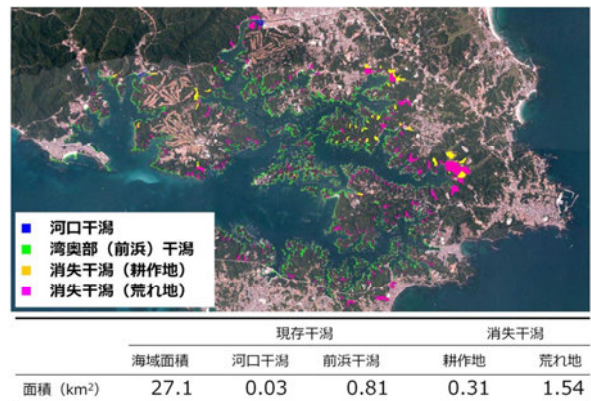 河口干潟
湾奥部（前浜）干潟
消失干潟（耕作地）
消失干潟（荒れ地）
現存干潟 消失干潟
海域面積 河口干潟 前浜干潟 耕作地 荒れ地
面積（km²） 27.1 0.03 0.81 0.31 1.54